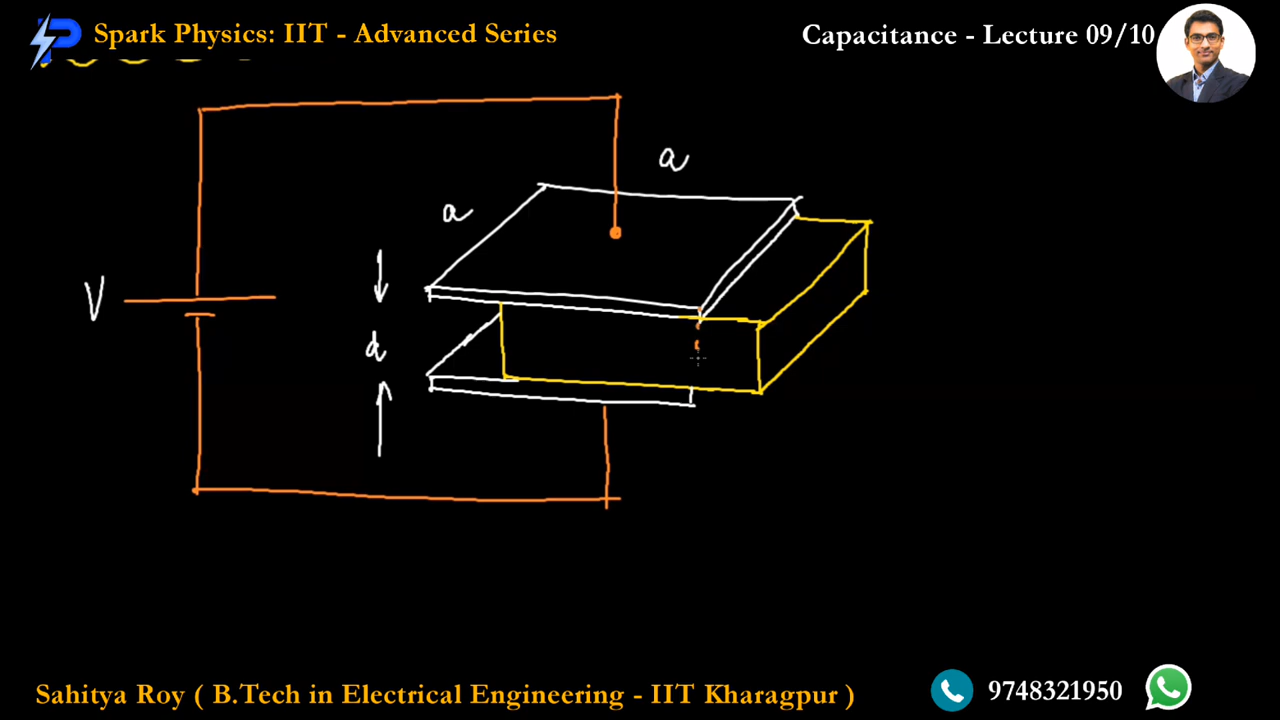 Spark Physics: IIT - Advanced Series
Capacitance - Lecture 09/10
a
a
V
d
Sahitya Roy ( B.Tech in Electrical Engineering - IIT Kharagpur )
9748321950